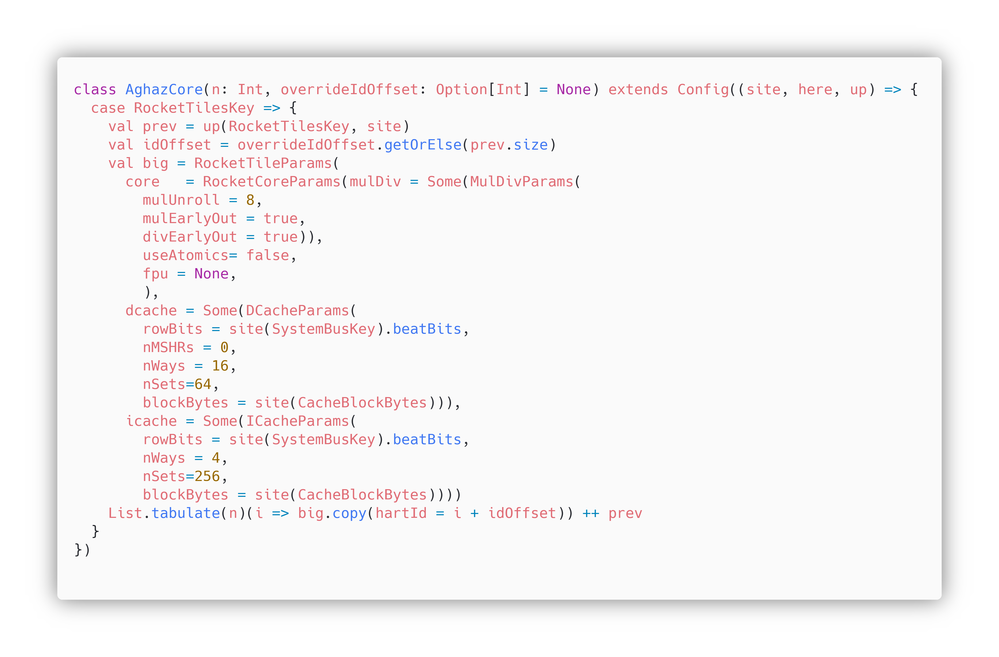 class AghazCore(n: Int, overrideIdOffset: Option[Int] = None) extends Config((site, here, up) => {
  case RocketTilesKey => {
    val prev = up(RocketTilesKey, site)
    val idOffset = overrideIdOffset.getOrElse(prev.size)
    val big = RocketTileParams(
      core   = RocketCoreParams(mulDiv = Some(MulDivParams(
        mulUnroll = 8,
        mulEarlyOut = true,
        divEarlyOut = true)),
        useAtomics= false,
        fpu = None,
        ),
      dcache = Some(DCacheParams(
        rowBits = site(SystemBusKey).beatBits,
        nMSHRs = 0,
        nWays = 16,
        nSets=64,
        blockBytes = site(CacheBlockBytes))),
      icache = Some(ICacheParams(
        rowBits = site(SystemBusKey).beatBits,
        nWays = 4,
        nSets=256,
        blockBytes = site(CacheBlockBytes))))
    List.tabulate(n)(i => big.copy(hartId = i + idOffset)) ++ prev
  }
})